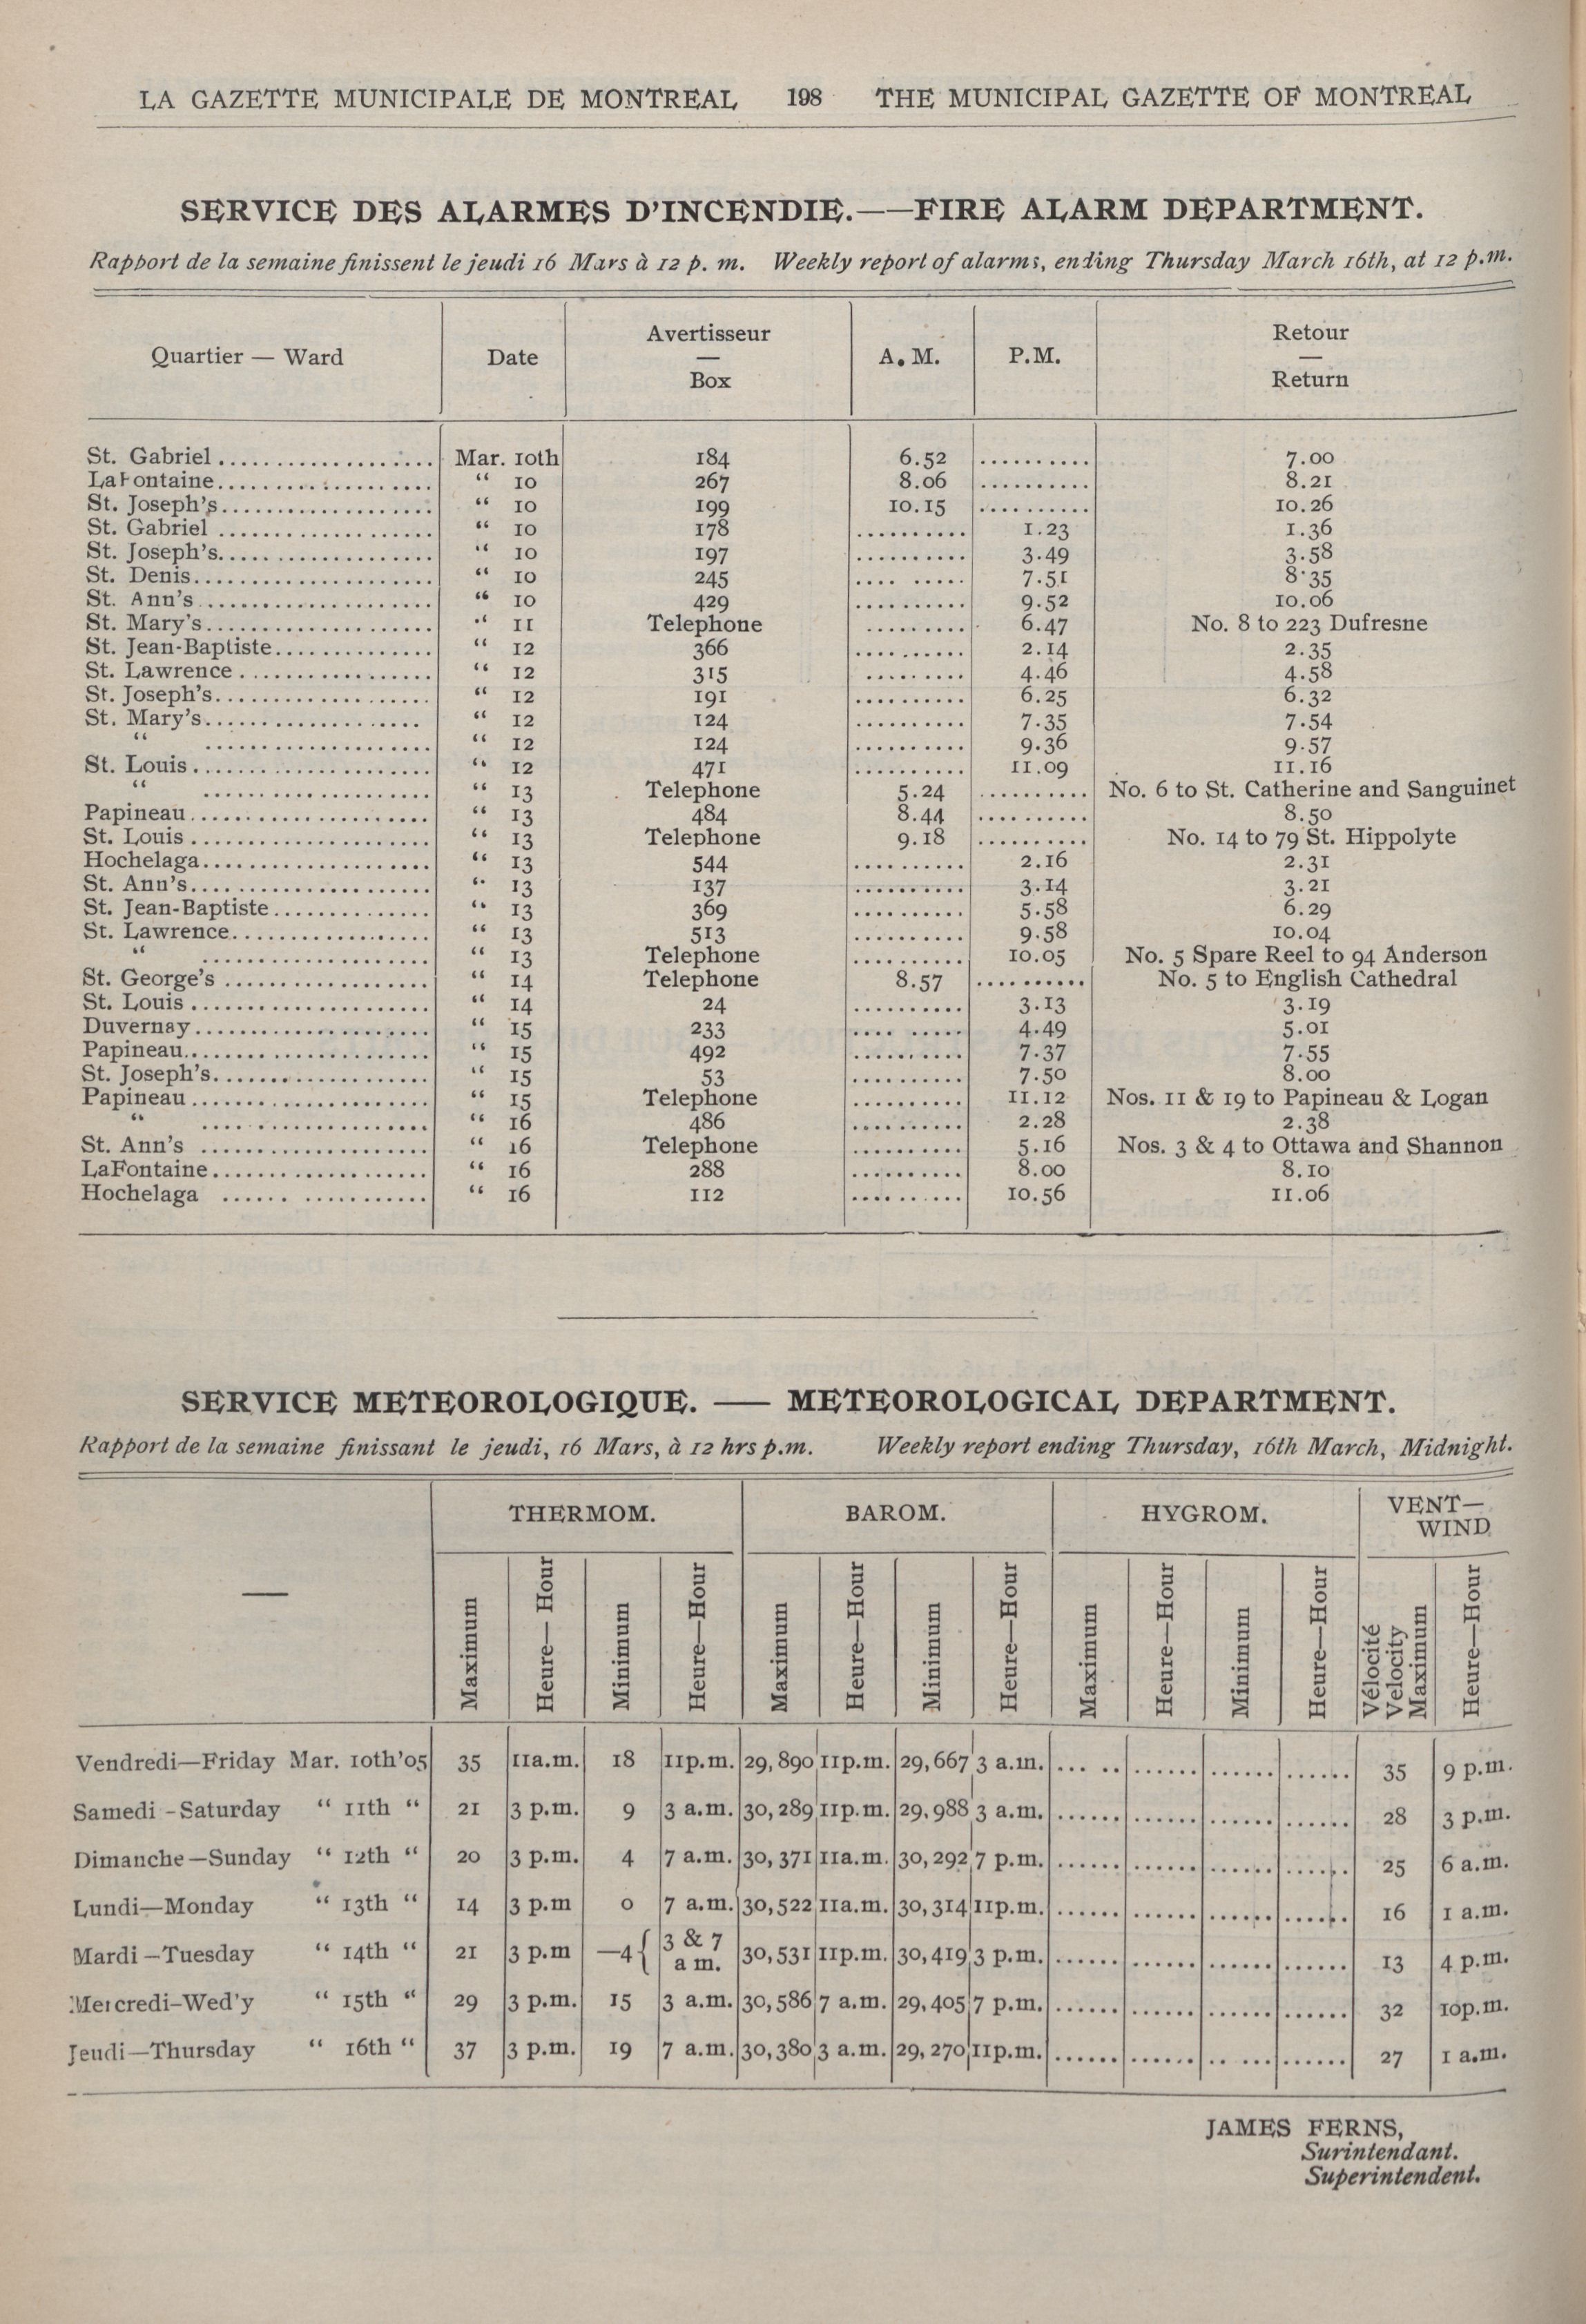 LA GAZETTE MUNICIPALE DE MONTREAL 198 THE MUNICIPAL GAZETTE OF MONTREAL
SERVICE DES ALARMES D'INCENDIE.——FIRE ALARM DEPARTMENT.
Rapport de la semaine finissent le jeudi 16 Mars à 12 p. m. Weekly report of alarms, ending Thursday March 16th, at 12 p.m.
Quartier — Ward Date Avertisseur — Box A. M. P.M. Retour — Return
St. Gabriel .................... Mar. 10th 184 6.52 .......... 7.00
LaFontaine.................... " 10 267 8.06 .......... 8.21
St. Joseph's.................... " 10 199 10.15 .......... 10.26
St. Gabriel .................... " 10 178 .......... 1.23 1.36
St. Joseph's.................... " 10 197 .......... 3.49 3.58
St. Denis...................... " 10 245 .......... 7.51 8.35
St. Ann's ..................... " 10 429 .......... 9.52 10.06
St. Mary's..................... " 11 Telephone ......... 6.47 No. 8 to 223 Dufresne
St. Jean-Baptiste.............. " 12 366 .......... 2.14 2.35
St. Lawrence ................. " 12 315 ......... 4.46 4.58
St. Joseph's................... " 12 191 .......... 6.25 6.32
St. Mary's.................... " 12 124 .......... 7.35 7.54
" ..................... " 12 124 .......... 9.36 9.57
St. Louis...................... " 12 471 .......... 11.09 11.16
" ..................... " 13 Telephone 5.24 .......... No. 6 to St. Catherine and Sanguinet
Papineau...................... " 13 484 8.44 .......... 8.50
St. Louis ...................... " 13 Telephone 9.18 .......... No. 14 to 79 St. Hippolyte
Hochelaga..................... " 13 544 .......... 2.16 2.31
St. Ann's...................... " 13 137 .......... 3.14 3.21
St. Jean-Baptiste.............. " 13 369 .......... 5.58 6.29
St. Lawrence.................. " 13 513 .......... 9.58 10.04
" ..................... " 13 Telephone .......... 10.05 No. 5 Spare Reel to 94 Anderson
St. George's ................... " 14 Telephone 8.57 .......... No. 5 to English Cathedral
St. Louis ...................... " 14 24 .......... 3.13 3.19
Duvernay...................... " 15 233 .......... 4.49 5.01
Papineau...................... " 15 492 .......... 7.37 7.55
St. Joseph's.................... " 15 53 .......... 7.50 8.00
Papineau...................... " 15 Telephone .......... 11.12 Nos. 11 & 19 to Papineau & Logan
" ..................... " 16 486 .......... 2.28 2.38
St. Ann's ..................... " 16 Telephone .......... 5.16 Nos. 3 & 4 to Ottawa and Shannon
LaFontaine.................... " 16 288 .......... 8.00 8.10
Hochelaga ...... ........... " 16 112 .......... 10.56 11.06
SERVICE METEOROLOGIQUE. —— METEOROLOGICAL DEPARTMENT.
Rapport de la semaine finissant le jeudi, 16 Mars, à 12 hrs p.m. Weekly report ending Thursday, 16th March, Midnight.
— THERMOM. BAROM. HYGROM. VENT—WIND
Maximum Heure—Hour Minimum Heure—Hour Maximum Heure—Hour Minimum Heure—Hour Maximum Heure—Hour Minimum Heure—Hour Vélocité Velocity Maximum Heure—Hour
Vendredi—Friday Mar. 10th'05 35 11a.m. 18 11p.m. 29,890 11p.m. 29,667 3 a.m. ... .. ...... ...... ...... 35 9 p.m.
Samedi - Saturday " 11th " 21 3 p.m. 9 3 a.m. 30,289 11p.m. 29,988 3 a.m. ...... ...... ...... ...... 28 3 p.m.
Dimanche—Sunday " 12th " 20 3 p.m. 4 7 a.m. 30,371 11a.m. 30,292 7 p.m. ...... ...... ...... ...... 25 6 a.m.
Lundi—Monday " 13th " 14 3 p.m 0 7 a.m. 30,522 11a.m. 30,314 11p.m. ...... ...... ...... ...... 16 1 a.m.
Mardi—Tuesday " 14th " 21 3 p.m —4 { 3 & 7 a m. 30,531 11p.m. 30,419 3 p.m. ...... ...... ...... ...... 13 4 p.m.
Mercredi-Wed'y " 15th " 29 3 p.m. 15 3 a.m. 30,586 7 a.m. 29,405 7 p.m. ...... ...... ...... ...... 32 10p.m.
Jeudi—Thursday " 16th " 37 3 p.m. 19 7 a.m. 30,380 3 a.m. 29,270 11p.m. ...... ...... .. ... ...... 27 1 a.m.
JAMES FERNS,
Surintendant.
Superintendent.